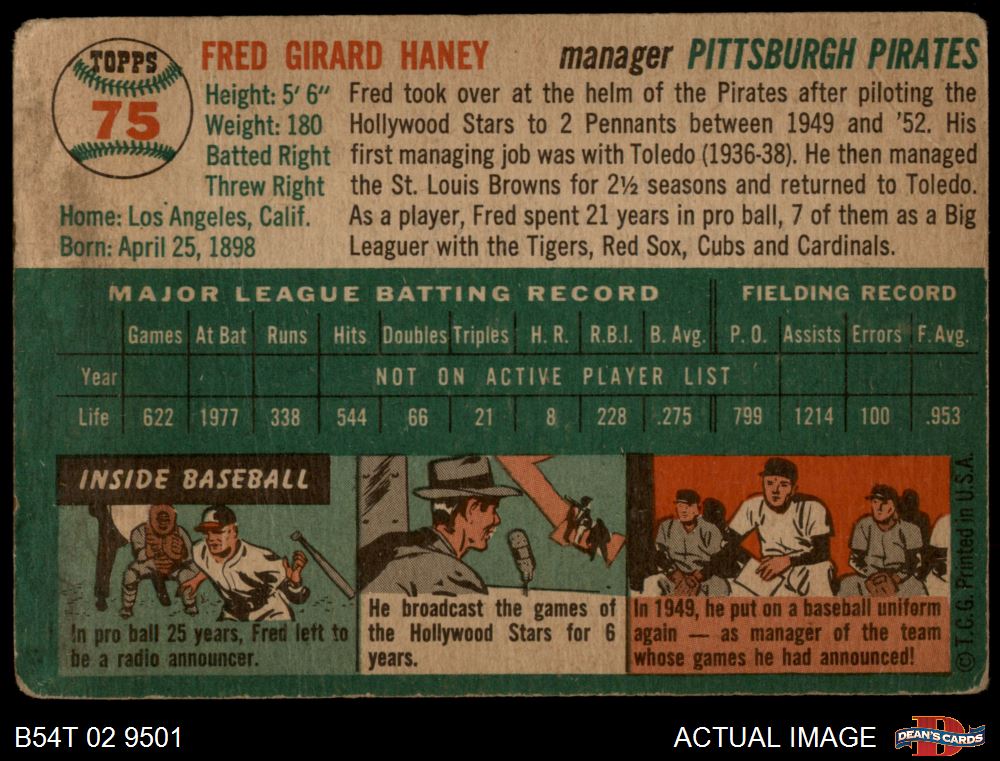 TOPPS
75
FRED GIRARD HANEY
manager PITTSBURGH PIRATES
Height: 5' 6"
Weight: 180
Batted Right
Threw Right
Home: Los Angeles, Calif.
Born: April 25, 1898
Fred took over at the helm of the Pirates after piloting the
Hollywood Stars to 2 Pennants between 1949 and '52. His
first managing job was with Toledo (1936-38). He then managed
the St. Louis Browns for 2½ seasons and returned to Toledo.
As a player, Fred spent 21 years in pro ball, 7 of them as a Big
Leaguer with the Tigers, Red Sox, Cubs and Cardinals.
MAJOR LEAGUE BATTING RECORD FIELDING RECORD
Games At Bat Runs Hits Doubles Triples H. R. R.B.I. B. Avg. P. O. Assists Errors F. Avg.
Year NOT ON ACTIVE PLAYER LIST
Life 622 1977 338 544 66 21 8 228 .275 799 1214 100 .953
INSIDE BASEBALL
In pro ball 25 years, Fred left to
be a radio announcer.
He broadcast the games of
the Hollywood Stars for 6
years.
In 1949, he put on a baseball uniform
again — as manager of the team
whose games he had announced!
© T.C.G. Printed in U.S.A.
B54T 02 9501
ACTUAL IMAGE
DEAN'S CARDS